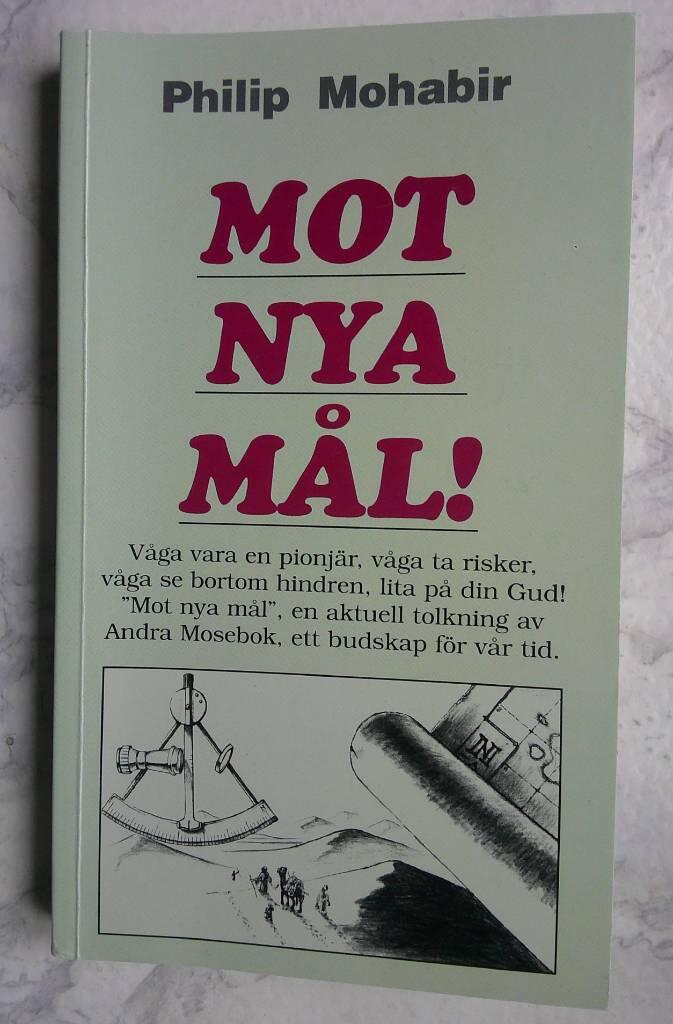 Philip Mohabir
MOT
NYA
MÅL!
Våga vara en pionjär, våga ta risker,
våga se bortom hindren, lita på din Gud!
"Mot nya mål", en aktuell tolkning av
Andra Mosebok, ett budskap för vår tid.
N